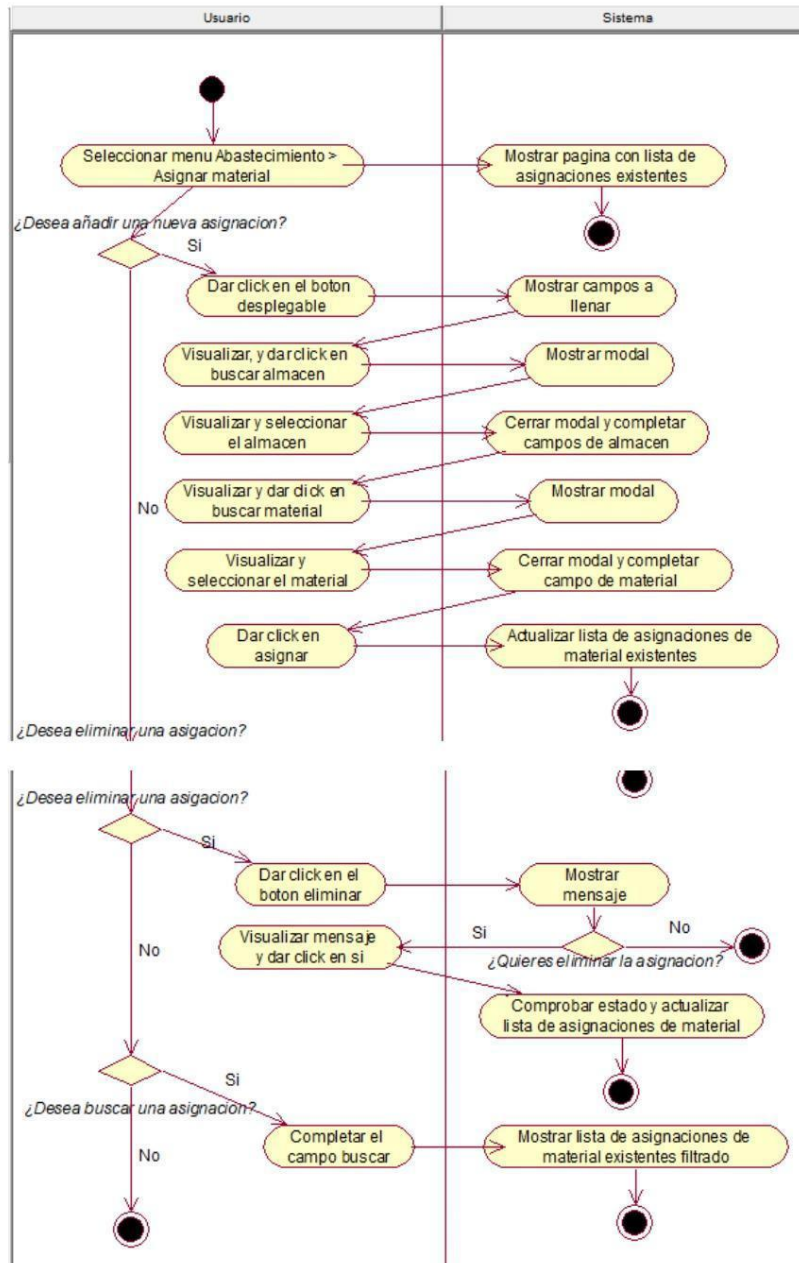 Usuario
Sistema
Seleccionar menu Abastecimiento >
Asignar material
Mostrar pagina con lista de
asignaciones existentes
¿Desea añadir una nueva asignacion?
Si
Dar click en el boton
desplegable
Mostrar campos a
llenar
Visualizar, y dar click en
buscar almacen
Mostrar modal
Visualizar y seleccionar
el almacen
Cerrar modal y completar
campos de almacen
No
Visualizar y dar click en
buscar material
Mostrar modal
Visualizar y
seleccionar el material
Cerrar modal y completar
campo de material
Dar click en
asignar
Actualizar lista de asignaciones de
material existentes
¿Desea eliminar una asigacion?
¿Desea eliminar una asigacion?
Si
Dar click en el
boton eliminar
Mostrar
mensaje
No
Visualizar mensaje
y dar click en si
Si
No
¿Quieres eliminar la asignacion?
Comprobar estado y actualizar
lista de asignaciones de material
Si
¿Desea buscar una asignacion?
No
Completar el
campo buscar
Mostrar lista de asignaciones de
material existentes filtrado